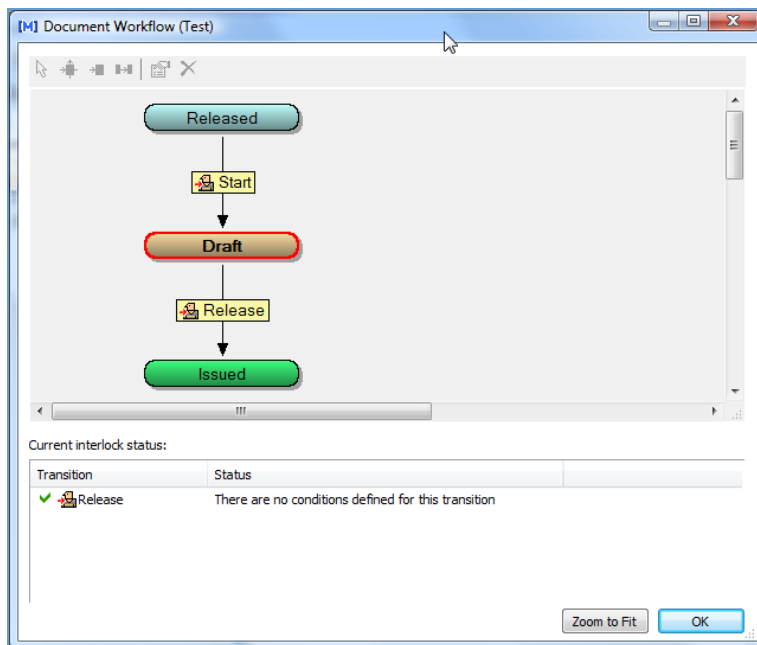 [M] Document Workflow (Test)
Released
Start
Draft
Release
Issued
Current interlock status:
Transition Status
Release There are no conditions defined for this transition
Zoom to Fit OK